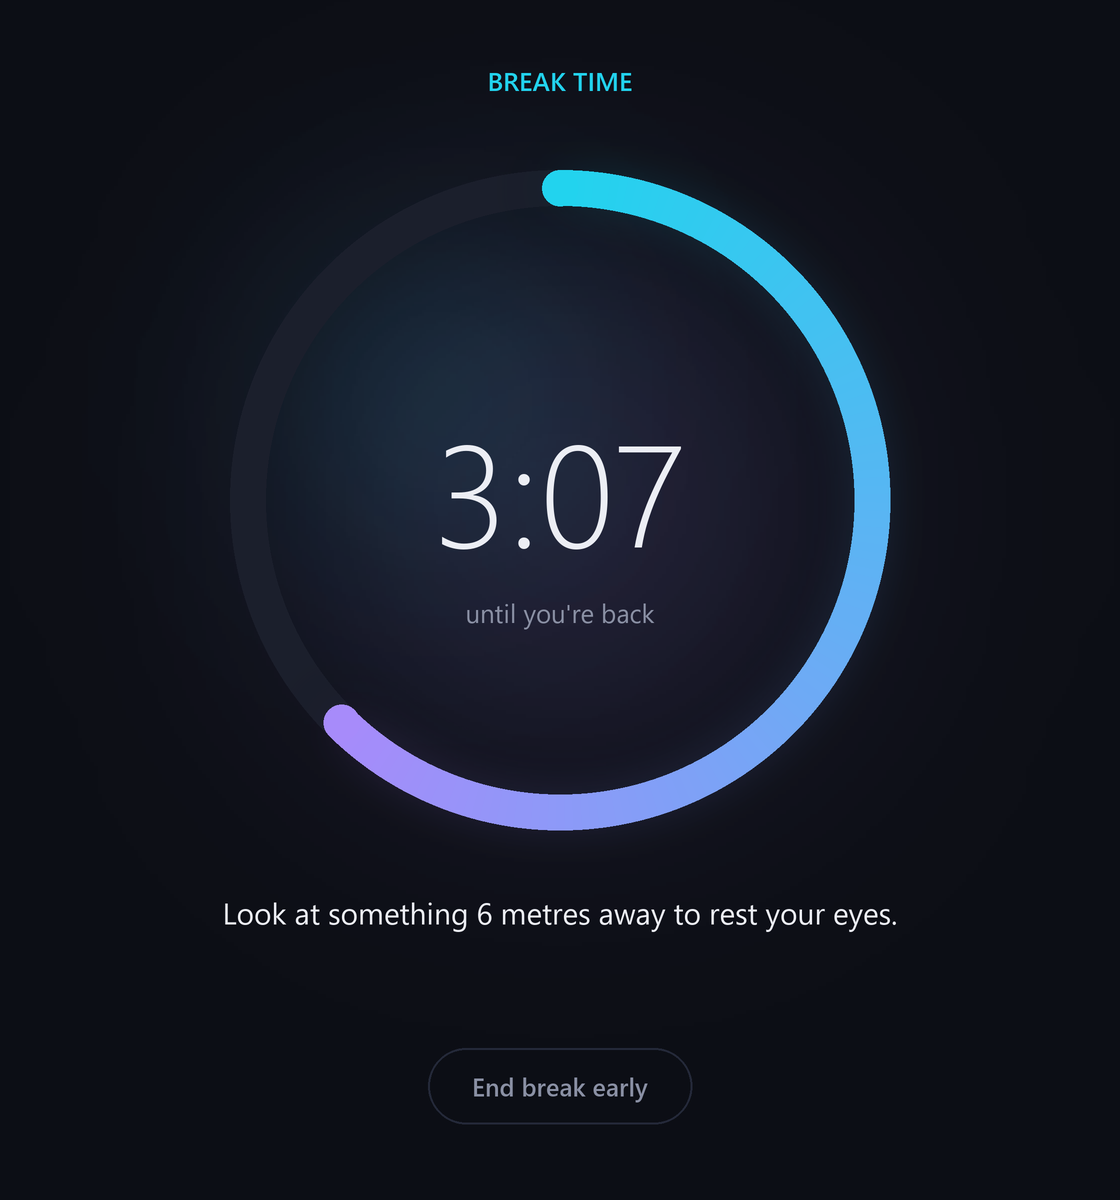 BREAK TIME
3:07
until you're back
Look at something 6 metres away to rest your eyes.
End break early